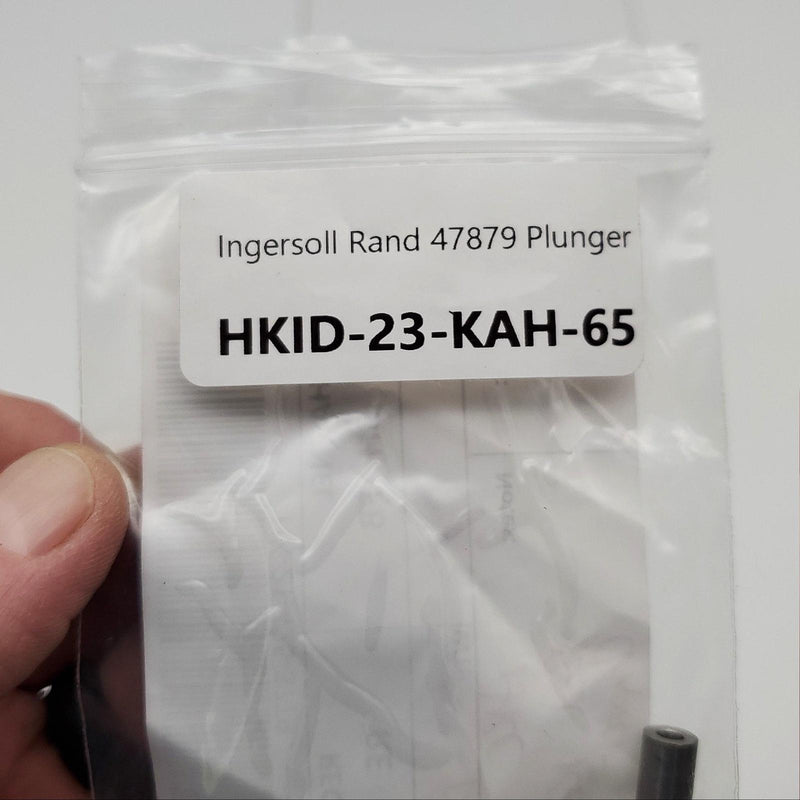 Ingersoll Rand 47879 Plunger
HKID-23-KAH-65